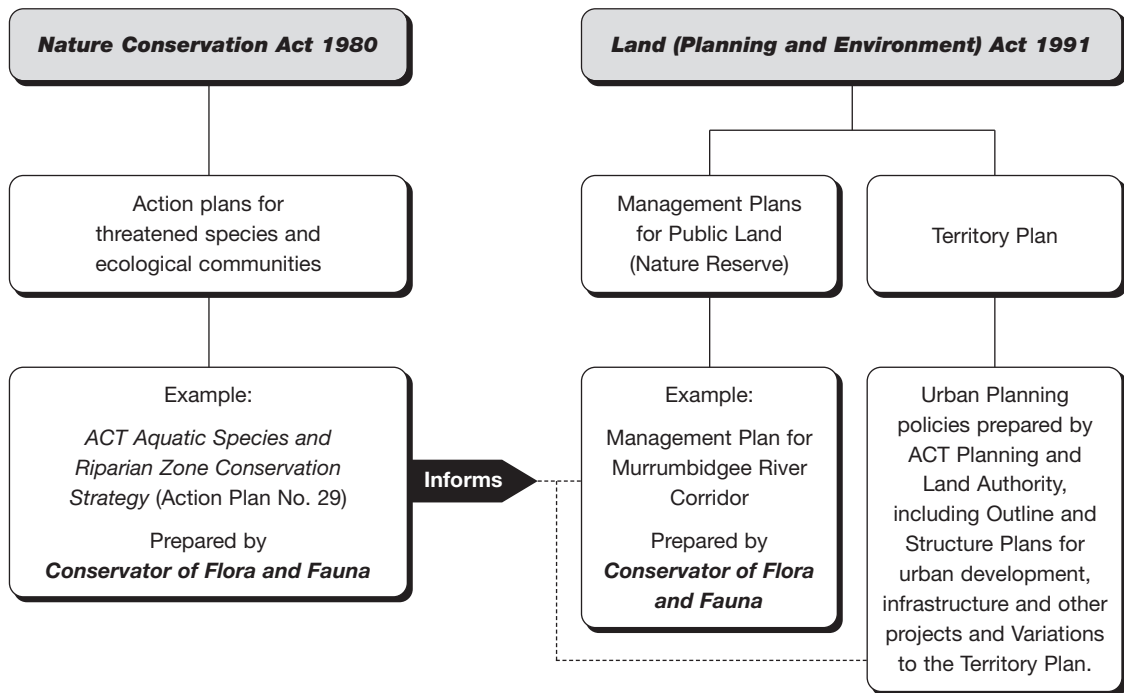 Nature Conservation Act 1980
Land (Planning and Environment) Act 1991
Action plans for
threatened species and
ecological communities
Management Plans
for Public Land
(Nature Reserve)
Territory Plan
Example:
ACT Aquatic Species and
Riparian Zone Conservation
Strategy (Action Plan No. 29)
Prepared by
Conservator of Flora and Fauna
Informs
Example:
Management Plan for
Murrumbidgee River
Corridor
Prepared by
Conservator of Flora
and Fauna
Urban Planning
policies prepared by
ACT Planning and
Land Authority,
including Outline and
Structure Plans for
urban development,
infrastructure and other
projects and Variations
to the Territory Plan.